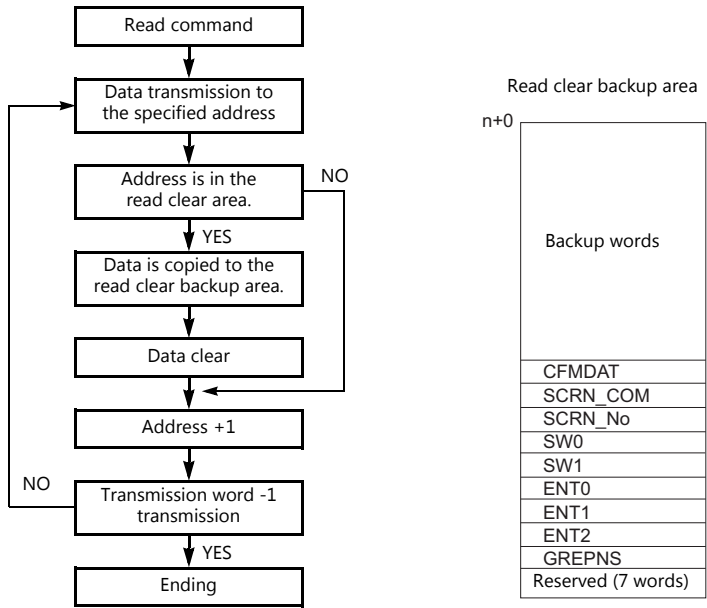 Read command
Data transmission to
the specified address
Address is in the
read clear area.
NO
YES
Data is copied to the
read clear backup area.
Data clear
Address +1
NO
Transmission word -1
transmission
YES
Ending
Read clear backup area
n+0
Backup words
CFMDAT
SCRN_COM
SCRN_No
SW0
SW1
ENT0
ENT1
ENT2
GREPNS
Reserved (7 words)